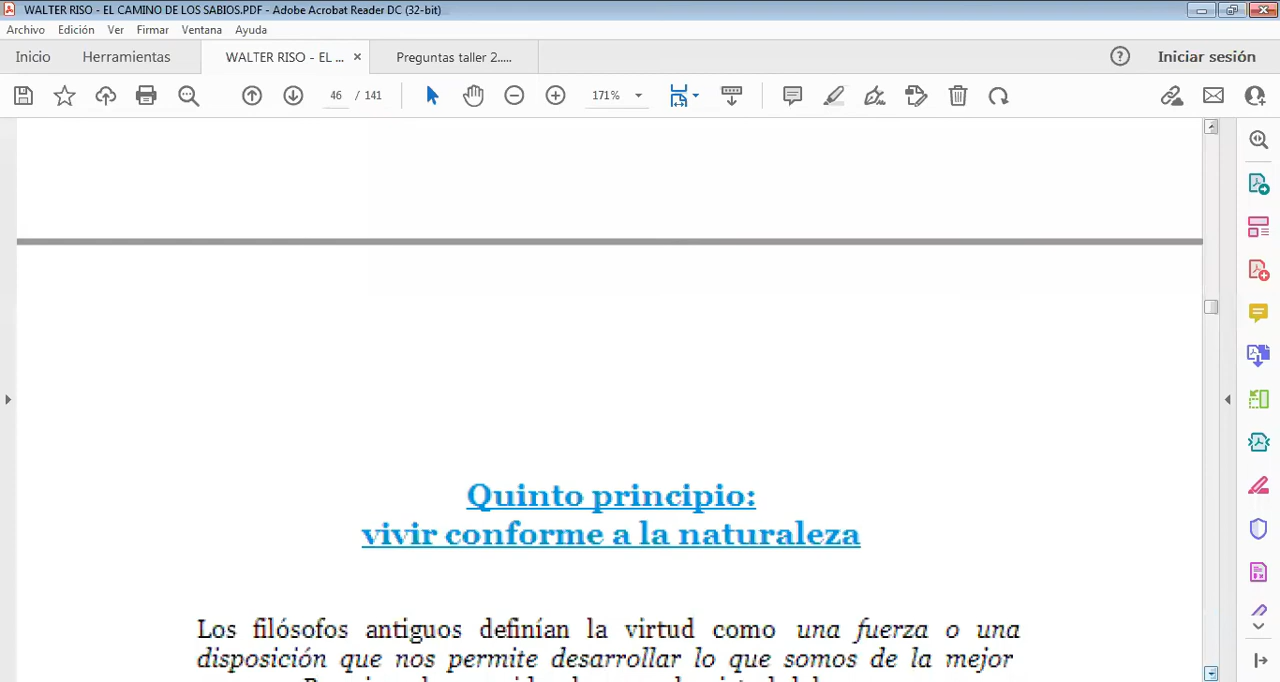 WALTER RISO - EL CAMINO DE LOS SABIOS.PDF - Adobe Acrobat Reader DC (32-bit)
Archivo Edición Ver Firmar Ventana Ayuda
Inicio Herramientas WALTER RISO - EL ... × Preguntas taller 2..... Iniciar sesión
46 / 141 171%
Quinto principio:
vivir conforme a la naturaleza
Los filósofos antiguos definían la virtud como una fuerza o una
disposición que nos permite desarrollar lo que somos de la mejor